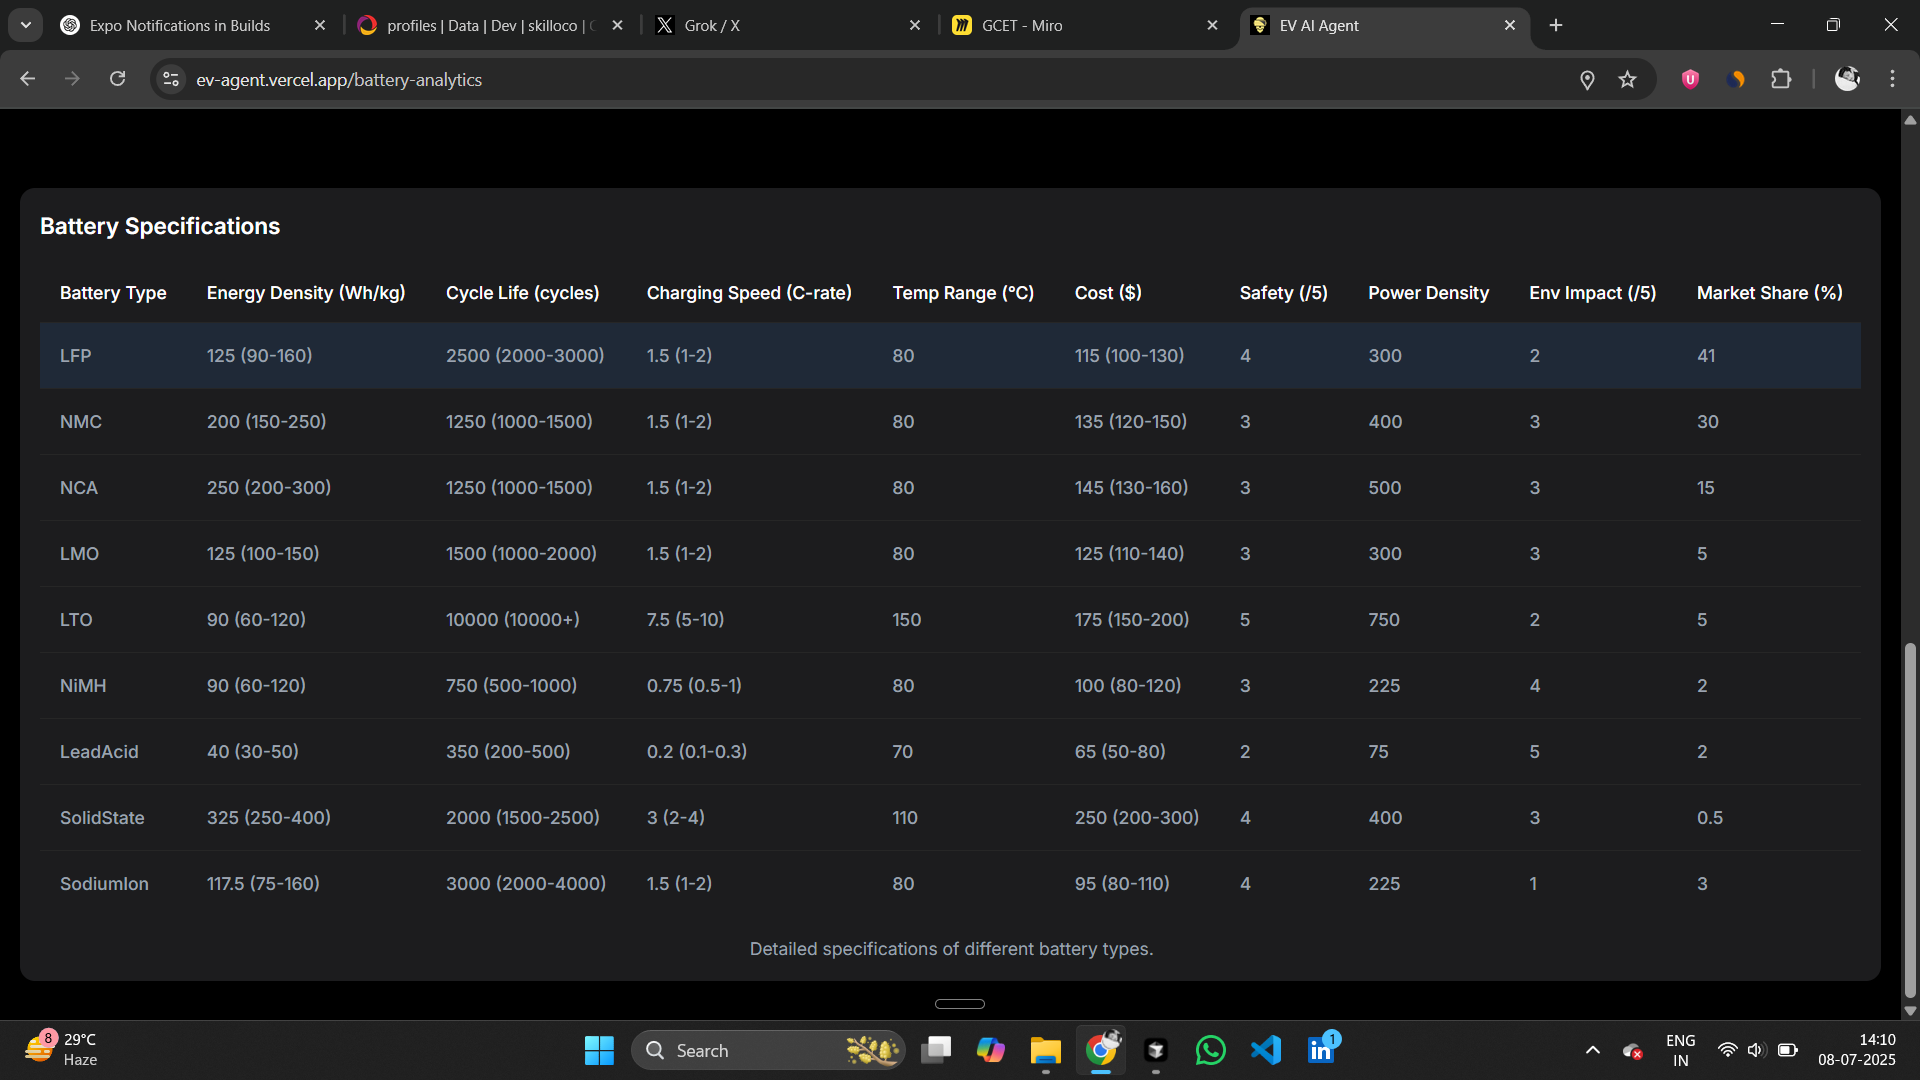 Expo Notifications in Builds
profiles | Data | Dev | skilloco |
Grok / X
GCET - Miro
EV AI Agent
ev-agent.vercel.app/battery-analytics
Battery Specifications
Battery Type Energy Density (Wh/kg) Cycle Life (cycles) Charging Speed (C-rate) Temp Range (°C) Cost ($) Safety (/5) Power Density Env Impact (/5) Market Share (%)
LFP 125 (90-160) 2500 (2000-3000) 1.5 (1-2) 80 115 (100-130) 4 300 2 41
NMC 200 (150-250) 1250 (1000-1500) 1.5 (1-2) 80 135 (120-150) 3 400 3 30
NCA 250 (200-300) 1250 (1000-1500) 1.5 (1-2) 80 145 (130-160) 3 500 3 15
LMO 125 (100-150) 1500 (1000-2000) 1.5 (1-2) 80 125 (110-140) 3 300 3 5
LTO 90 (60-120) 10000 (10000+) 7.5 (5-10) 150 175 (150-200) 5 750 2 5
NiMH 90 (60-120) 750 (500-1000) 0.75 (0.5-1) 80 100 (80-120) 3 225 4 2
LeadAcid 40 (30-50) 350 (200-500) 0.2 (0.1-0.3) 70 65 (50-80) 2 75 5 2
SolidState 325 (250-400) 2000 (1500-2500) 3 (2-4) 110 250 (200-300) 4 400 3 0.5
SodiumIon 117.5 (75-160) 3000 (2000-4000) 1.5 (1-2) 80 95 (80-110) 4 225 1 3
Detailed specifications of different battery types.
8
29°C
Haze
Search
1
ENG
IN
14:10
08-07-2025